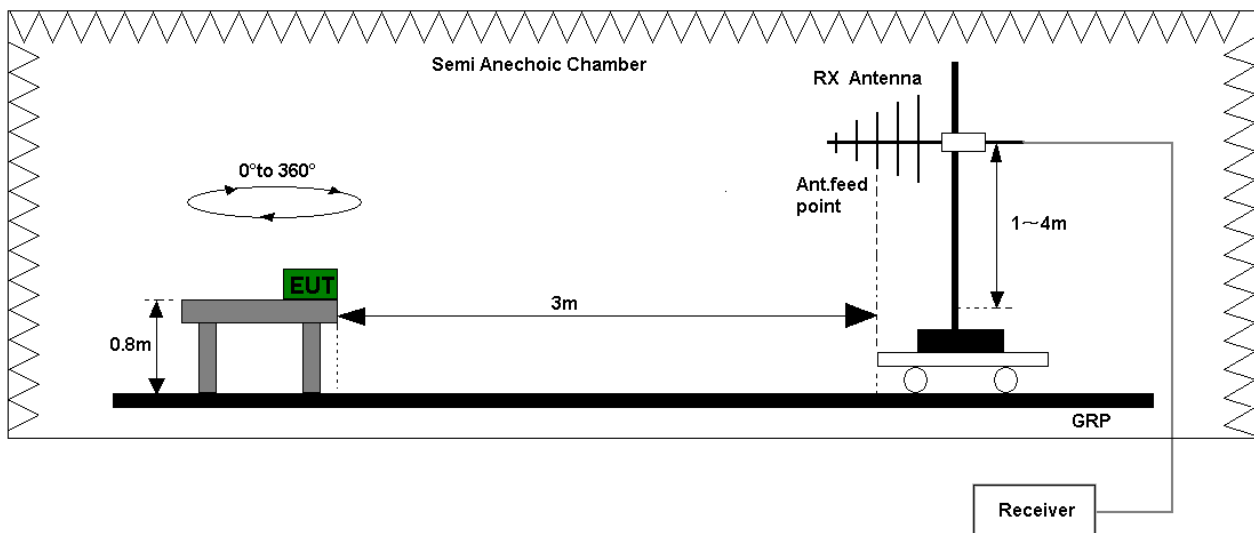 Semi Anechoic Chamber
RX Antenna
0°to 360°
Ant.feed
point
1～4m
EUT
3m
0.8m
GRP
Receiver